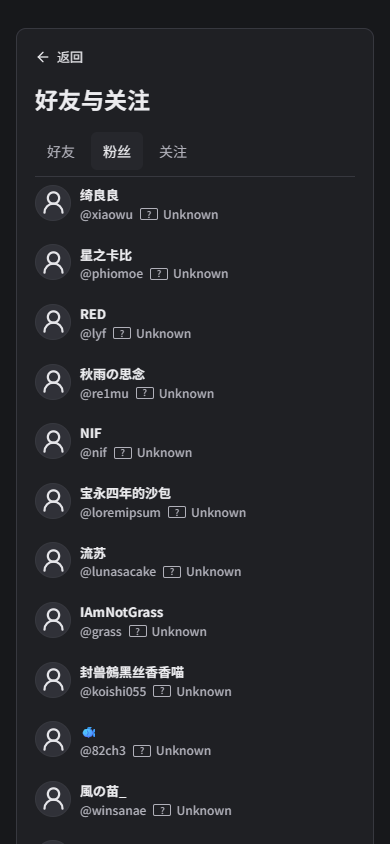 返回
好友与关注
好友 粉丝 关注
绮良良
@xiaowu ? Unknown
星之卡比
@phiomoe ? Unknown
RED
@lyf ? Unknown
秋雨の思念
@re1mu ? Unknown
NIF
@nif ? Unknown
宝永四年的沙包
@loremipsum ? Unknown
流苏
@lunasacake ? Unknown
IAmNotGrass
@grass ? Unknown
封兽鵺黑丝香香喵
@koishi055 ? Unknown
🐟
@82ch3 ? Unknown
風の苗_
@winsanae ? Unknown